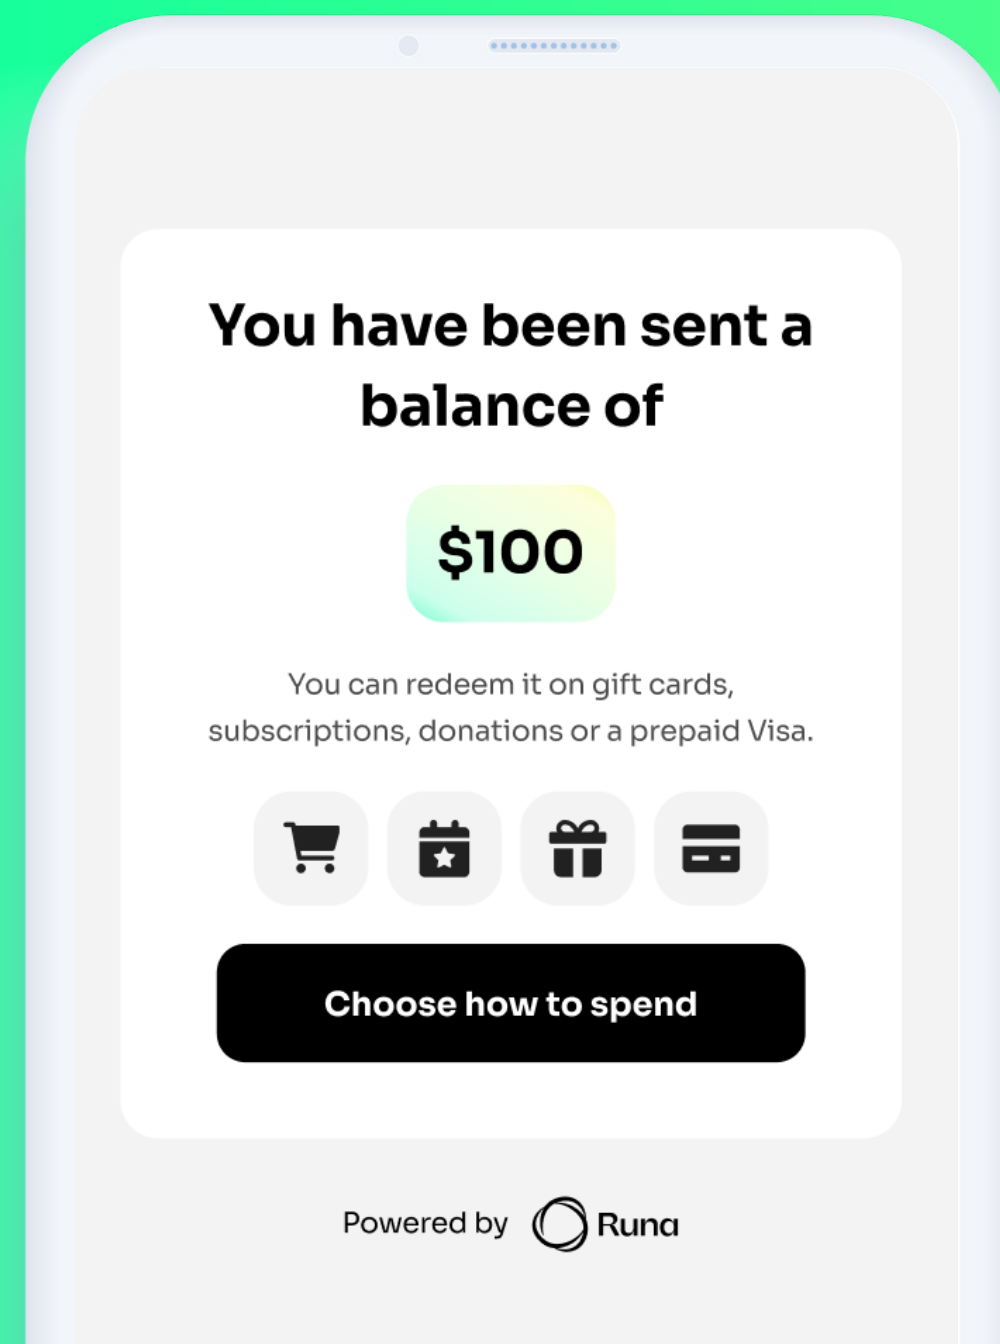 You have been sent a
balance of
$100
You can redeem it on gift cards,
subscriptions, donations or a prepaid Visa.
Choose how to spend
Powered by Runa